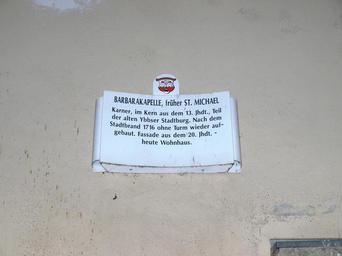 BARBARAKAPELLE, früher ST. MICHAEL
Karner, im Kern aus dem 13. Jhdt., Teil
der alten Ybbser Stadtburg. Nach dem
Stadtbrand 1716 ohne Turm wieder auf-
gebaut. Fassade aus dem 20. Jhdt. -
heute Wohnhaus.